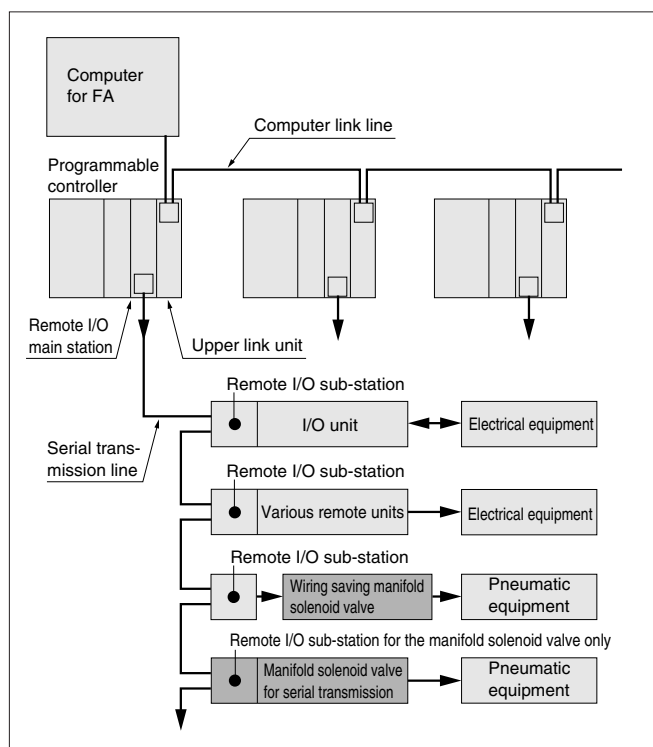 Computer
for FA
Computer link line
Programmable
controller
Remote I/O
main station
Upper link unit
Remote I/O sub-station
I/O unit
Electrical equipment
Serial trans-
mission line
Remote I/O sub-station
Various remote units
Electrical equipment
Remote I/O sub-station
Wiring saving manifold
solenoid valve
Pneumatic
equipment
Remote I/O sub-station for the manifold solenoid valve only
Manifold solenoid valve
for serial transmission
Pneumatic
equipment